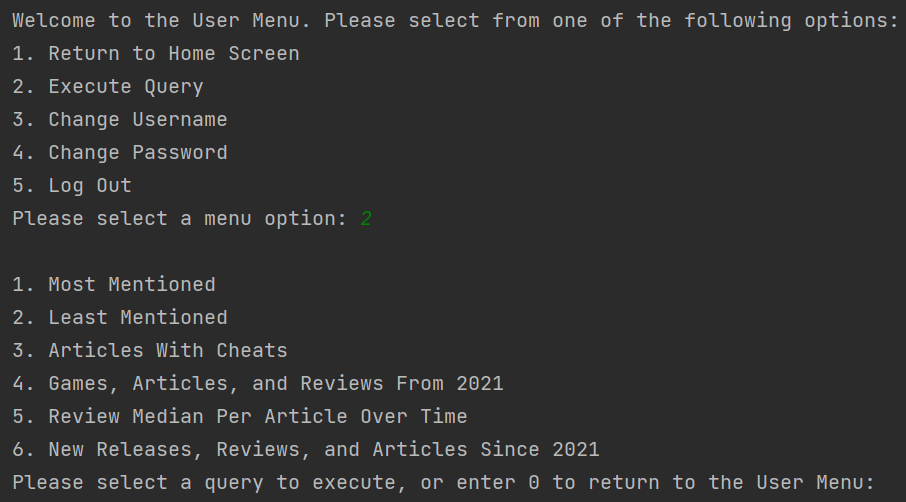 Welcome to the User Menu. Please select from one of the following options:
1. Return to Home Screen
2. Execute Query
3. Change Username
4. Change Password
5. Log Out
Please select a menu option: 2
1. Most Mentioned
2. Least Mentioned
3. Articles With Cheats
4. Games, Articles, and Reviews From 2021
5. Review Median Per Article Over Time
6. New Releases, Reviews, and Articles Since 2021
Please select a query to execute, or enter 0 to return to the User Menu: